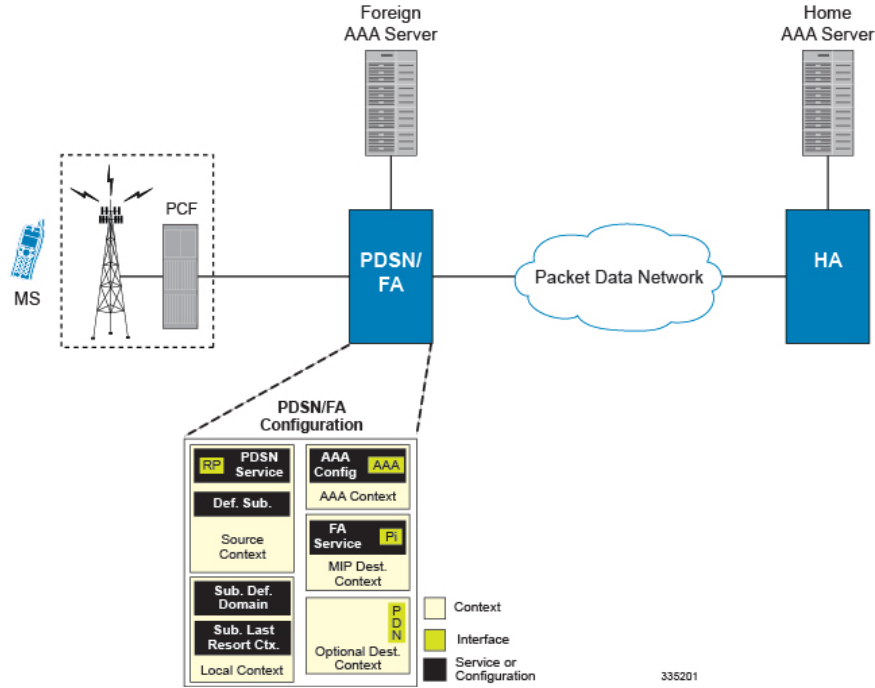 Foreign
AAA Server
Home
AAA Server
PCF
MS
PDSN/
FA
Packet Data Network
HA
PDSN/FA
Configuration
RP
PDSN
Service
Def. Sub.
Source
Context
AAA
Config
AAA
AAA Context
FA
Service
Pi
MIP Dest.
Context
Sub. Def.
Domain
Sub. Last
Resort Ctx.
Local Context
P
D
N
Optional Dest.
Context
Context
Interface
Service or
Configuration
335201